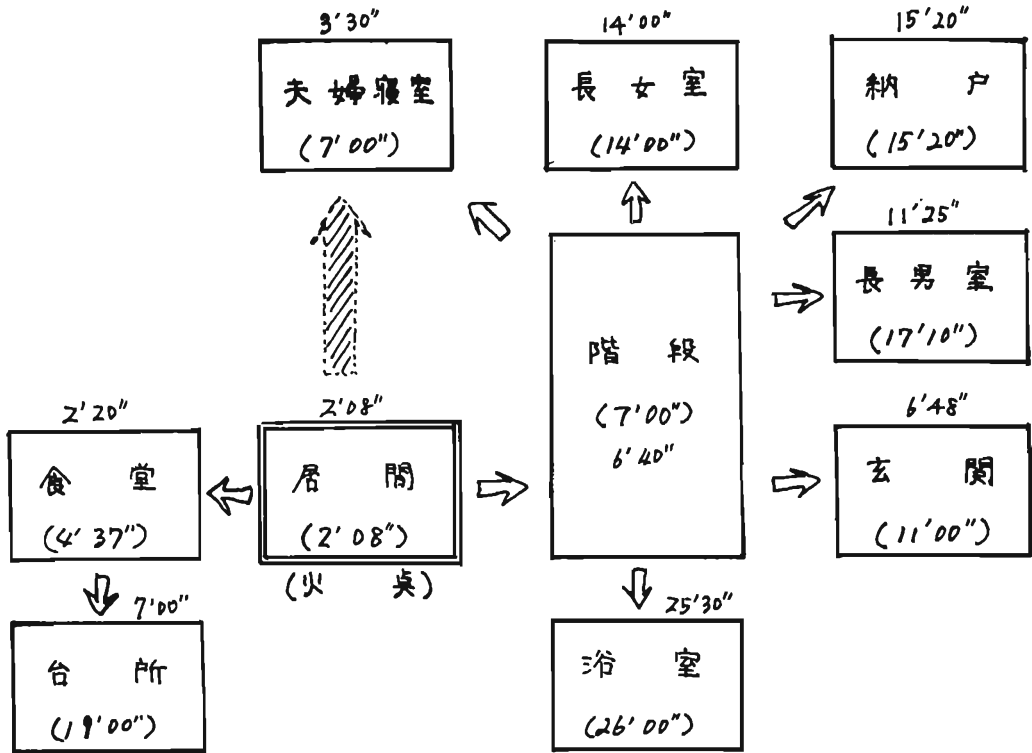 3'30"
夫婦寝室
(7'00")
14'00"
長女室
(14'00")
15'20"
納戸
(15'20")
11'25"
長男室
(17'10")
階段
(7'00")
6'40"
2'20"
食堂
(4'37")
2'08"
居間
(2'08")
(火点)
6'48"
玄関
(11'00")
7'00"
台所
(19'00")
25'30"
浴室
(26'00")